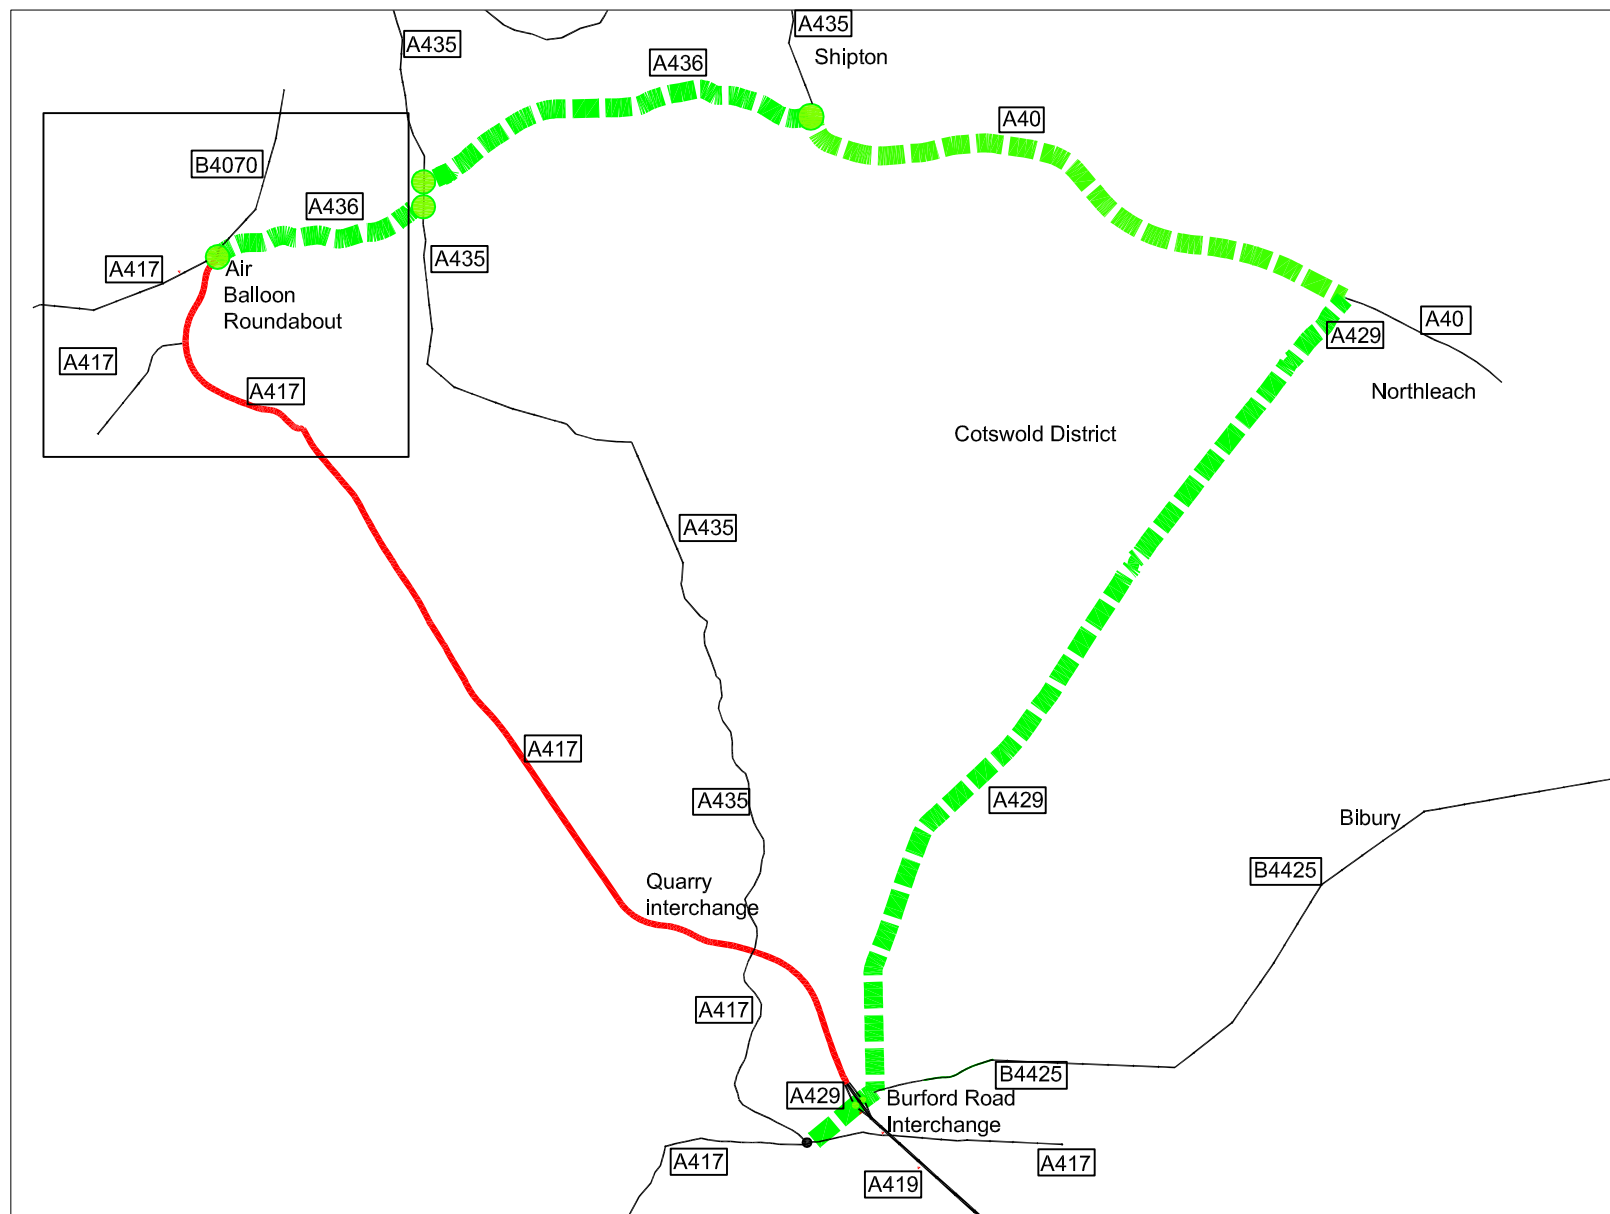 A435
A435
Shipton
A436
A40
B4070
A436
A435
A417
Air
Balloon
Roundabout
A40
A429
A417
A417
Northleach
Cotswold District
A435
A417
A435
A429
Bibury
B4425
Quarry
interchange
A417
B4425
A429
Burford Road
Interchange
A417
A417
A419